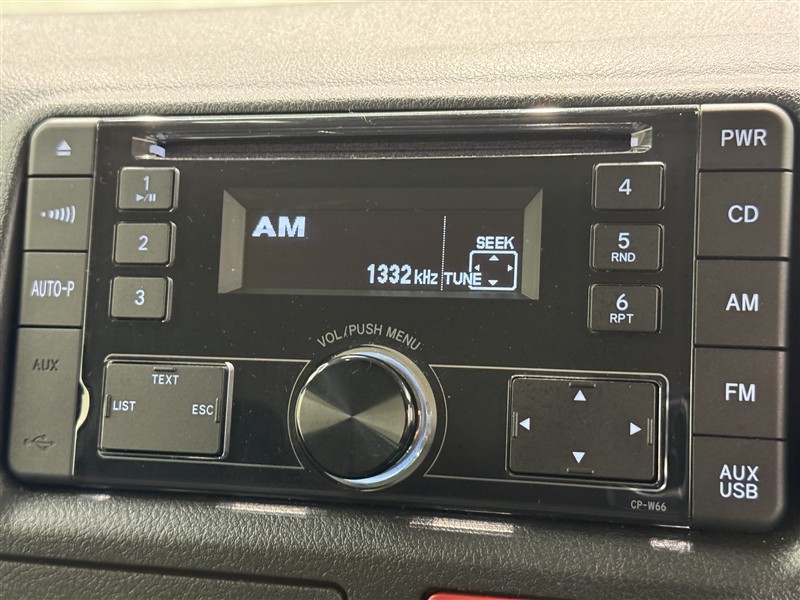 PWR
1
4
CD
AM
SEEK
2
5
RND
AUTO-P
1332 kHz TUNE
3
6
RPT
AM
VOL/PUSH MENU
AUX
TEXT
LIST
ESC
FM
AUX
USB
CP-W66